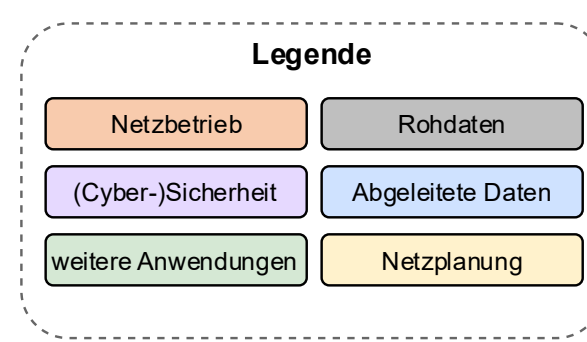 Legende
Netzbetrieb
Rohdaten
(Cyber-)Sicherheit
Abgeleitete Daten
weitere Anwendungen
Netzplanung